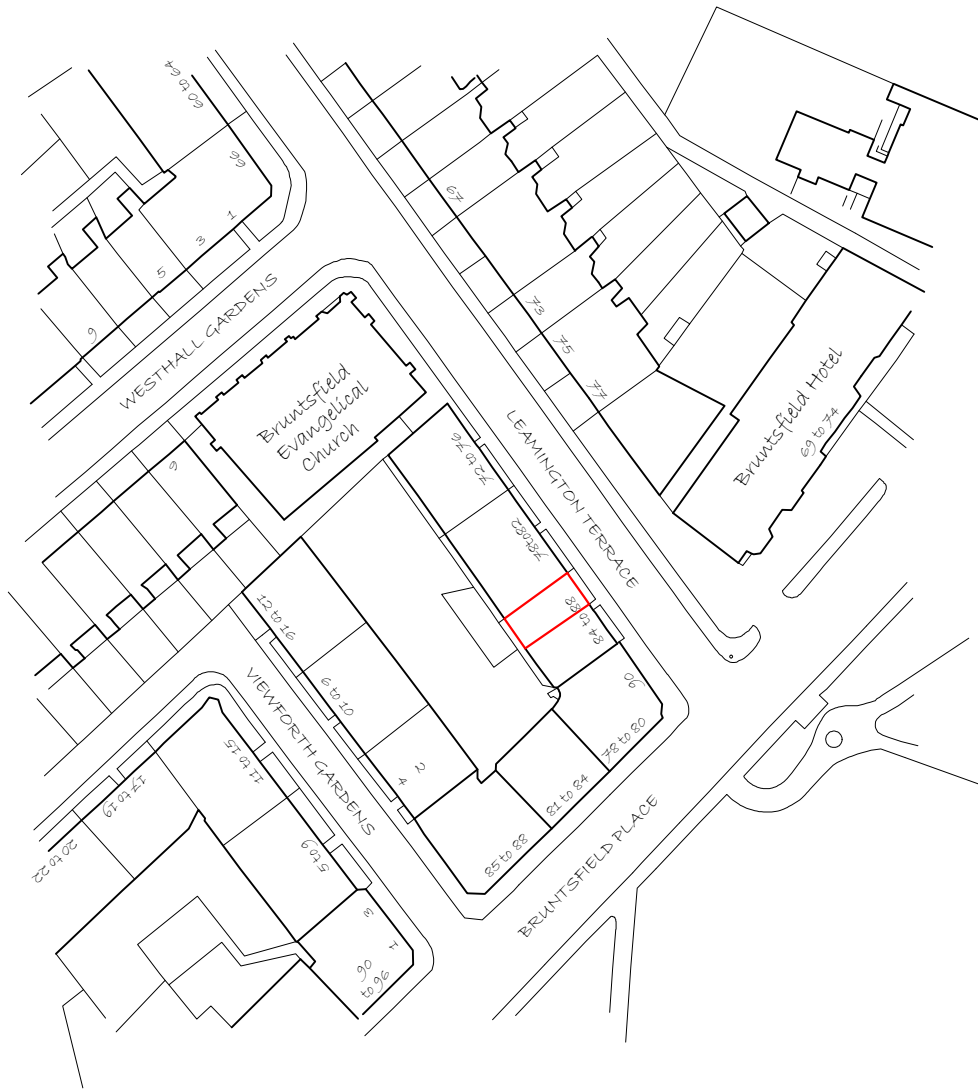 60 to 64
66
1
3
5
9
WESTHALL GARDENS
67
73
75
77
Bruntsfield
Evangelical
Church
LEAMINGTON TERRACE
Bruntsfield Hotel
69 to 74
72 to 76
9
78to82
84 to 88
90
12 to 16
6 to 10
VIEWFORTH GARDENS
2
4
78 to 80
81 to 84
85 to 88
BRUNTSFIELD PLACE
11 to 15
17 to 19
20 to 22
5 to 9
3
1
90
to 96